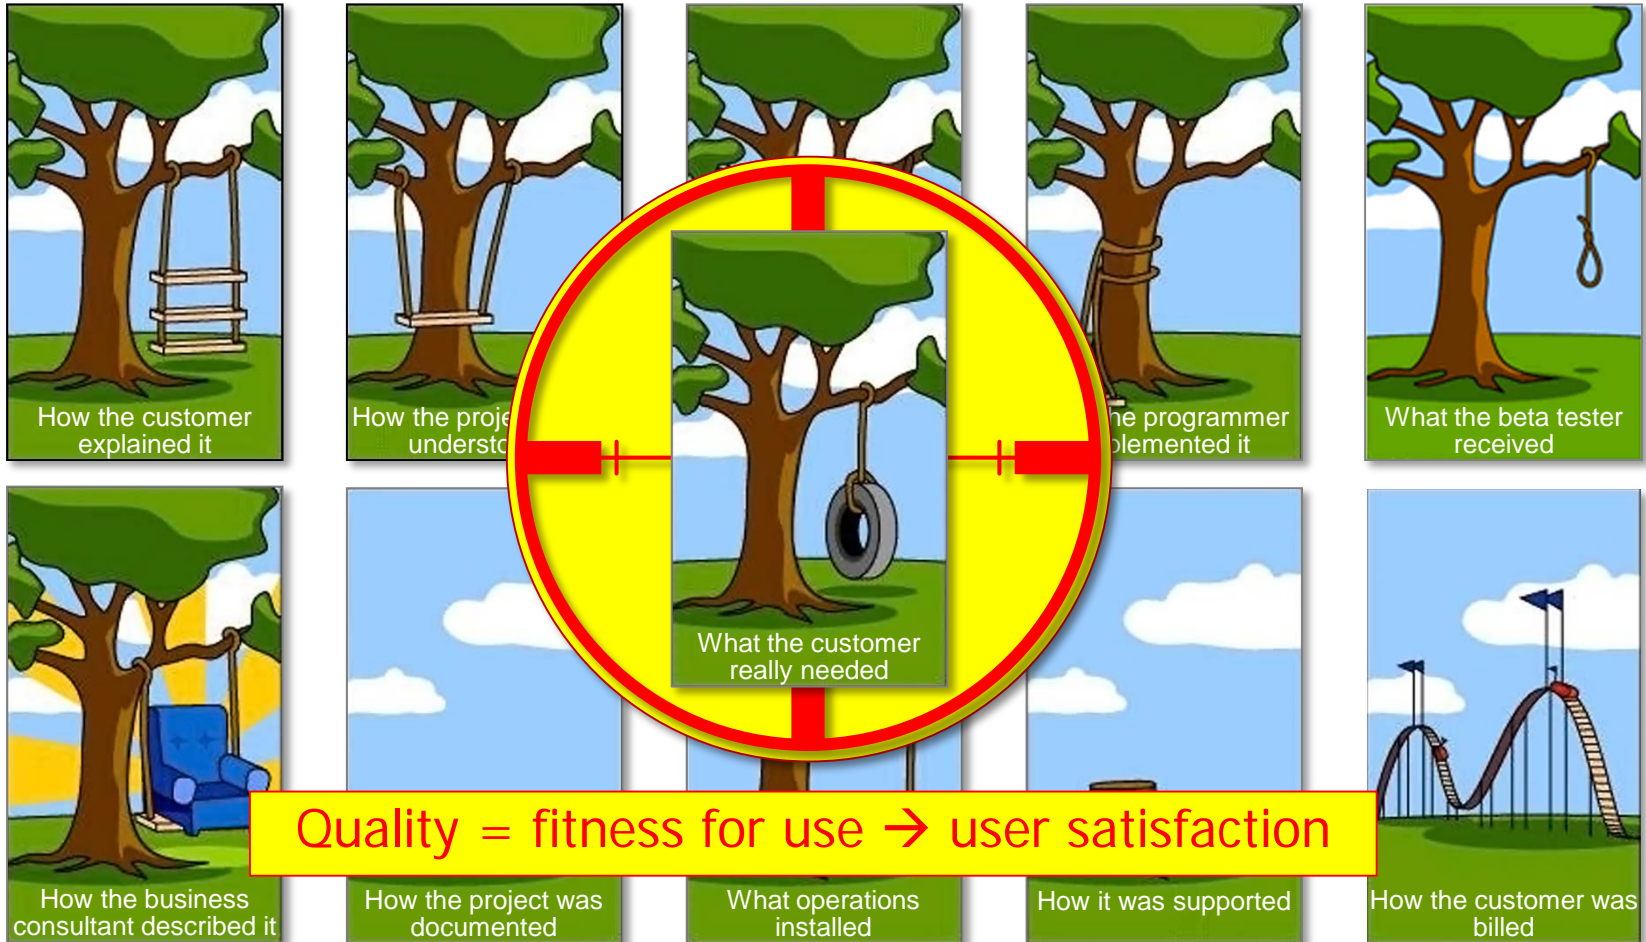 How the customer
explained it
How the
understo
he programmer
plemented it
What the beta tester
received
What the customer
really needed
Quality = fitness for use → user satisfaction
How the business
consultant described it
How the project was
documented
What operations
installed
How it was supported
How the customer was
billed